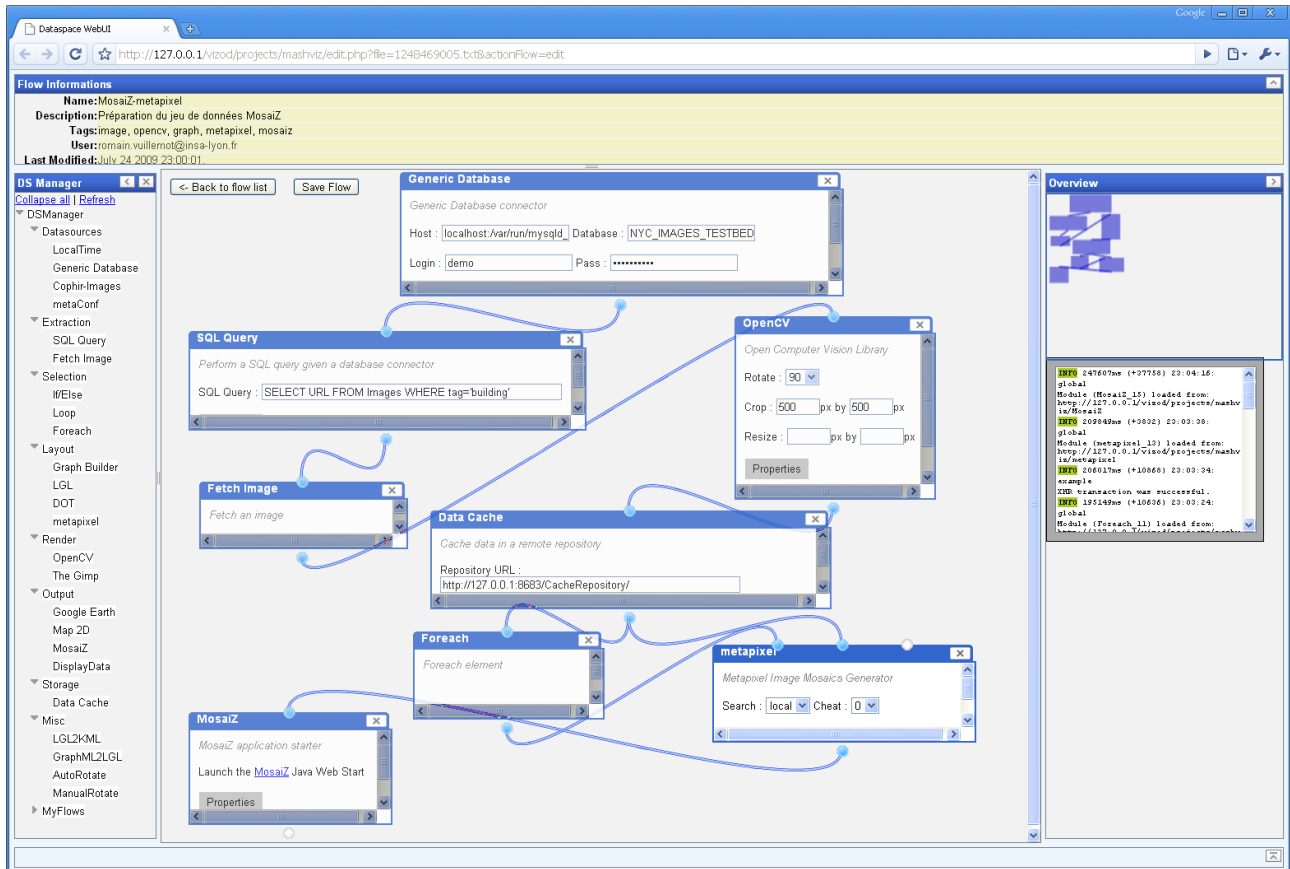 Google
Dataspace WebUI
http://127.0.0.1/vizod/projects/mashviz/edit.php?file=1248469005.txt&actionFlow=edit
Flow Informations
Name: MosaiZ-metapixel
Description: Préparation du jeu de données MosaiZ
Tags: image, opencv, graph, metapixel, mosaiz
User: romain.vuillemot@insa-lyon.fr
Last Modified: July 24 2009 23:00:01.
DS Manager
Collapse all | Refresh
DSManager
Datasources
LocalTime
Generic Database
Cophir-Images
metaConf
Extraction
SQL Query
Fetch Image
Selection
If/Else
Loop
Foreach
Layout
Graph Builder
LGL
DOT
metapixel
Render
OpenCV
The Gimp
Output
Google Earth
Map 2D
MosaiZ
DisplayData
Storage
Data Cache
Misc
LGL2KML
GraphML2LGL
AutoRotate
ManualRotate
MyFlows
<- Back to flow list
Save Flow
Generic Database
Generic Database connector
Host : localhost:/var/run/mysqld_ Database : NYC_IMAGES_TESTBED
Login : demo Pass : ••••••••••
SQL Query
Perform a SQL query given a database connector
SQL Query : SELECT URL FROM Images WHERE tag='building'
OpenCV
Open Computer Vision Library
Rotate : 90
Crop : 500 px by 500 px
Resize : px by px
Properties
Fetch Image
Fetch an image
Data Cache
Cache data in a remote repository
Repository URL :
http://127.0.0.1:8683/CacheRepository/
Foreach
Foreach element
metapixel
Metapixel Image Mosaics Generator
Search : local Cheat : 0
MosaiZ
MosaiZ application starter
Launch the MosaiZ Java Web Start
Properties
Overview
INFO 247607ms (+37758) 23:04:16:
global
Module (MosaiZ_15) loaded from:
http://127.0.0.1/vizod/projects/mashv
iz/MosaiZ
INFO 209849ms (+3832) 23:03:38:
global
Module (metapixel_13) loaded from:
http://127.0.0.1/vizod/projects/mashv
iz/metapixel
INFO 206017ms (+10868) 23:03:34:
example
XHR transaction was successful.
INFO 195149ms (+10636) 23:03:24:
global
Module (Foreach_11) loaded from: